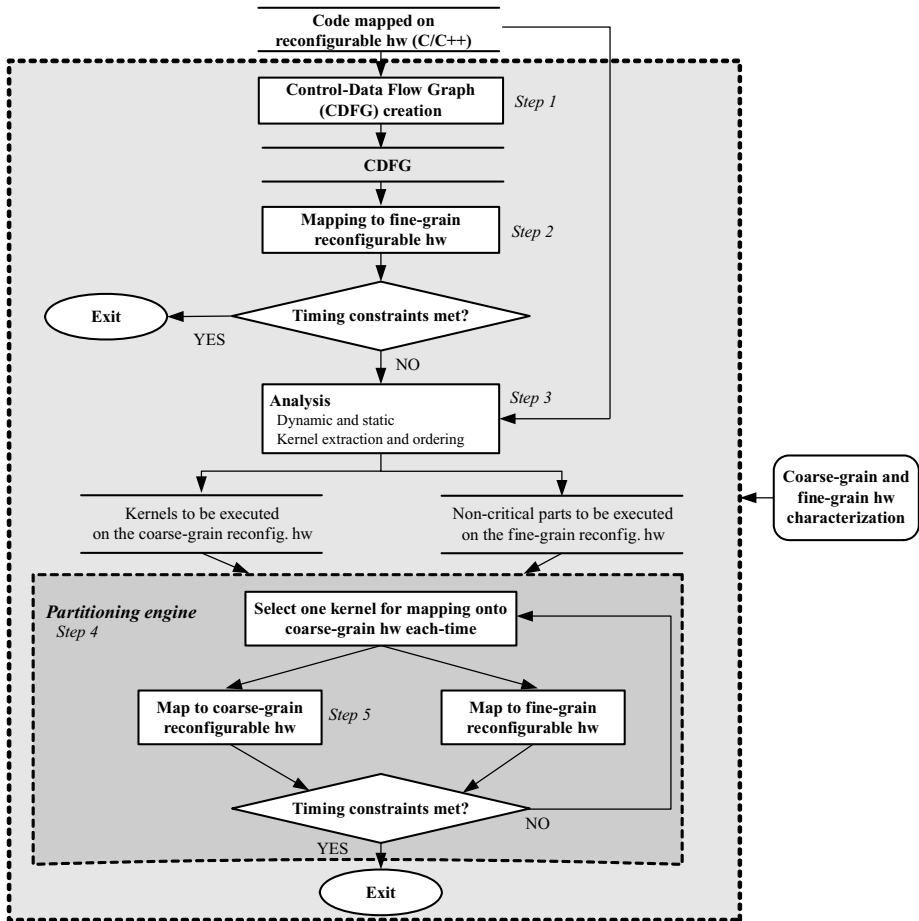 Code mapped on
reconfigurable hw (C/C++)
Control-Data Flow Graph
(CDFG) creation
Step 1
CDFG
Mapping to fine-grain
reconfigurable hw
Step 2
Timing constraints met?
Exit
YES
NO
Analysis
Dynamic and static
Kernel extraction and ordering
Step 3
Kernels to be executed
on the coarse-grain reconfig. hw
Non-critical parts to be executed
on the fine-grain reconfig. hw
Coarse-grain and
fine-grain hw
characterization
Partitioning engine
Step 4
Select one kernel for mapping onto
coarse-grain hw each-time
Map to coarse-grain
reconfigurable hw
Step 5
Map to fine-grain
reconfigurable hw
Timing constraints met?
NO
YES
Exit